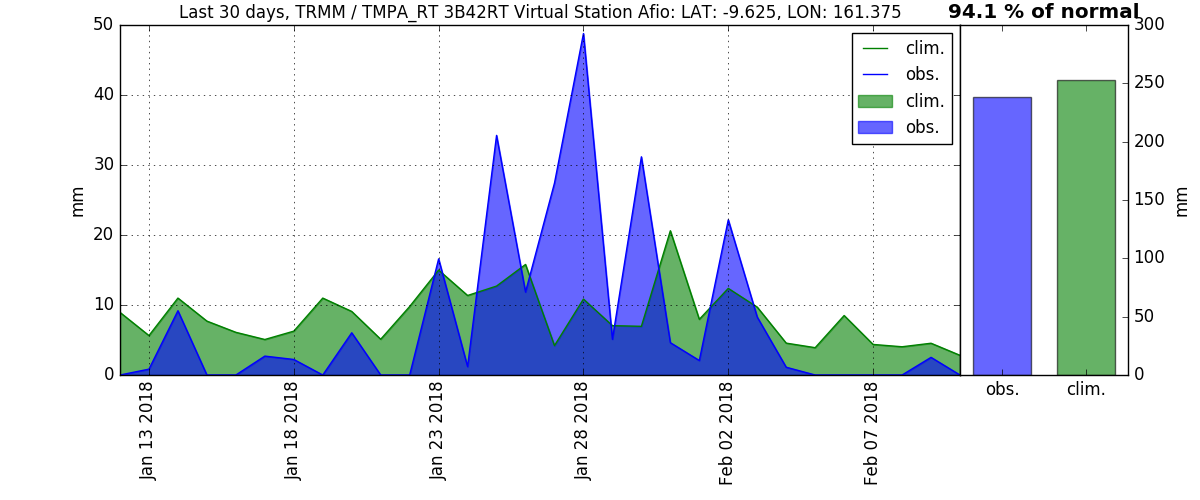 Last 30 days, TRMM / TMPA_RT 3B42RT Virtual Station Afio: LAT: -9.625, LON: 161.375
94.1 % of normal
50
40
30
20
10
0
mm
clim.
obs.
clim.
obs.
Jan 13 2018
Jan 18 2018
Jan 23 2018
Jan 28 2018
Feb 02 2018
Feb 07 2018
300
250
200
150
100
50
0
mm
obs.
clim.